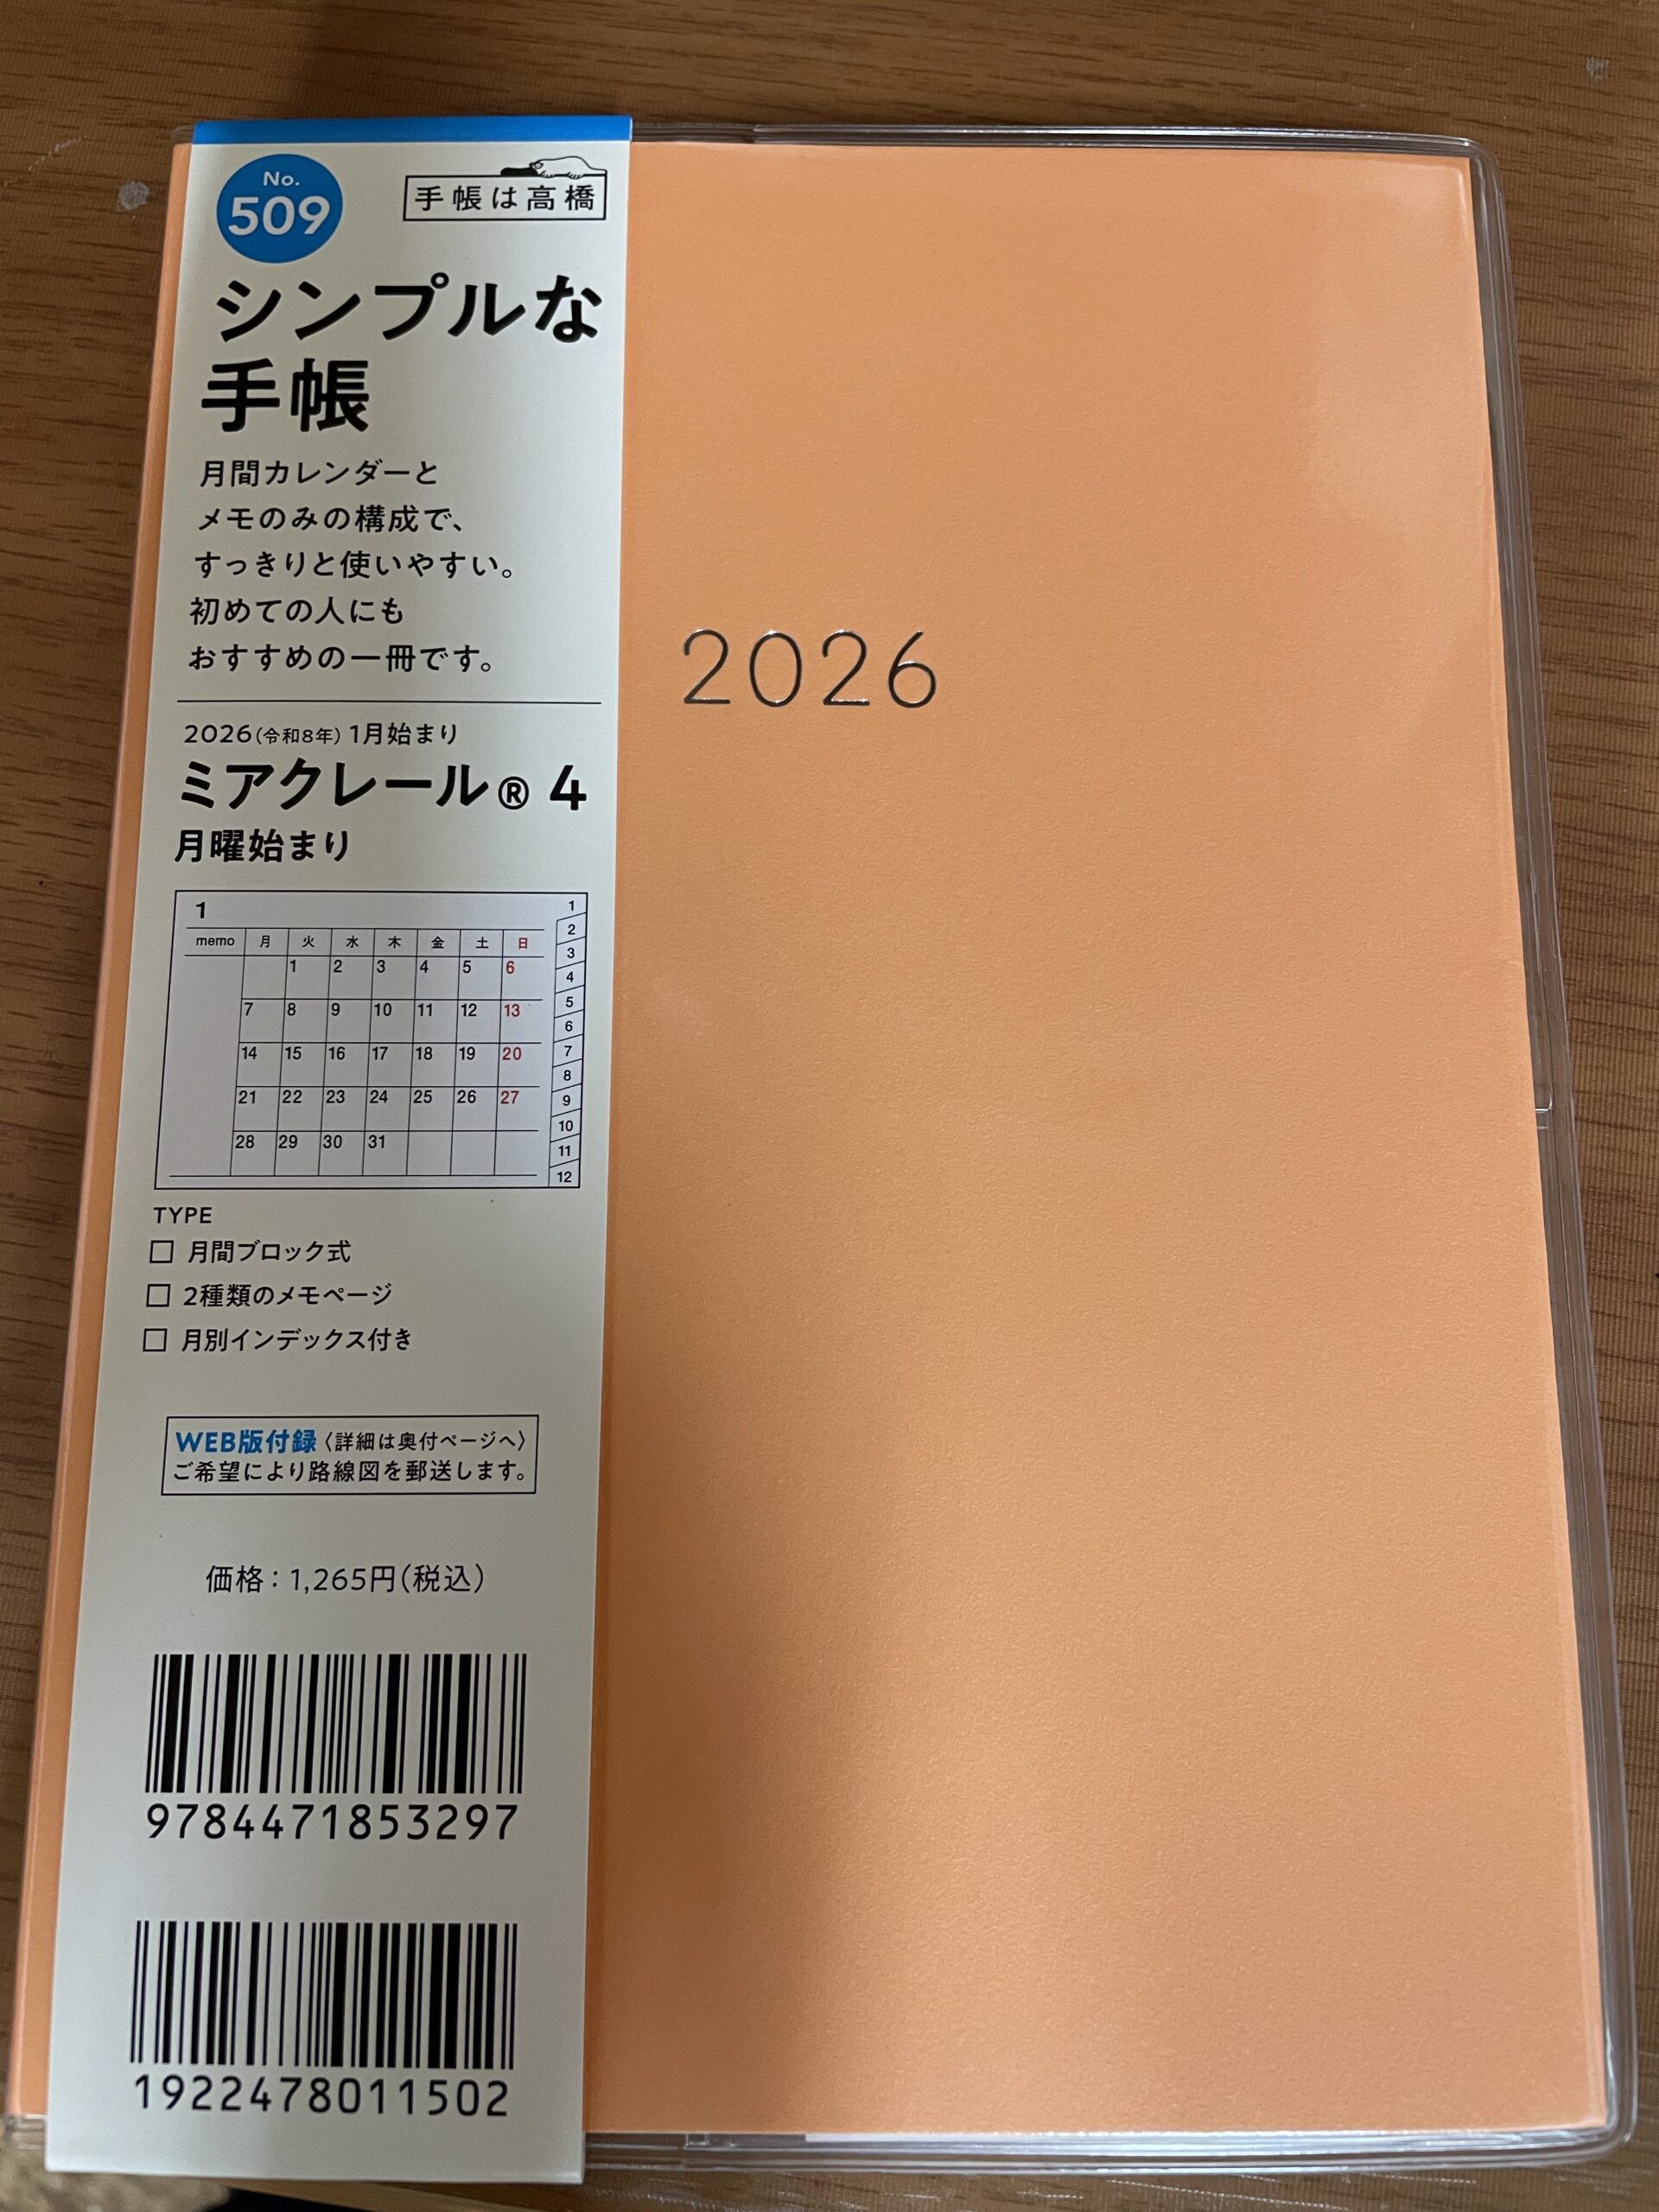 No.
509
手帳は高橋
シンプルな
手帳
月間カレンダーと
メモのみの構成で、
すっきりと使いやすい。
初めての人にも
おすすめの一冊です。
2026(令和8年) 1月始まり
ミアクレール® 4
月曜始まり
1
memo 月 火 水 木 金 土 日
1 2 3 4 5 6
7 8 9 10 11 12 13
14 15 16 17 18 19 20
21 22 23 24 25 26 27
28 29 30 31
1
2
3
4
5
6
7
8
9
10
11
12
TYPE
□ 月間ブロック式
□ 2種類のメモページ
□ 月別インデックス付き
WEB版付録〈詳細は奥付ページへ〉
ご希望により路線図を郵送します。
価格：1,265円(税込)
9784471853297
1922478011502
2026